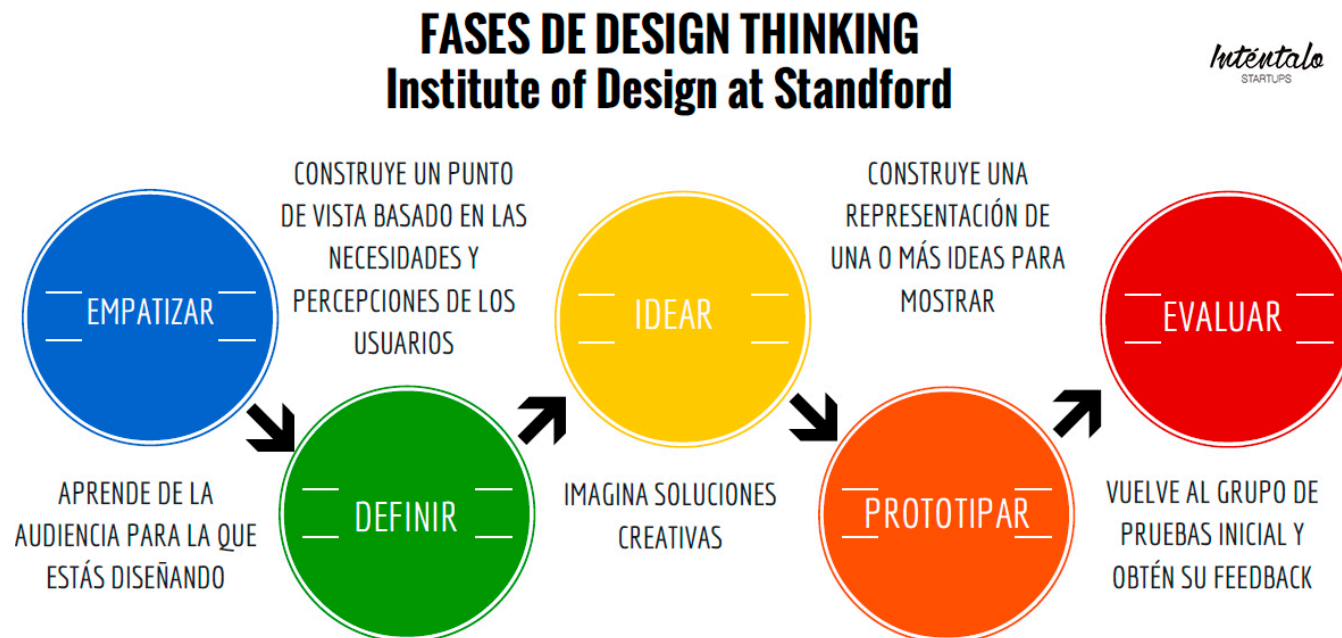 FASES DE DESIGN THINKING
Institute of Design at Standford
Inténtalo
STARTUPS
EMPATIZAR
APRENDE DE LA
AUDIENCIA PARA LA QUE
ESTÁS DISEÑANDO
CONSTRUYE UN PUNTO
DE VISTA BASADO EN LAS
NECESIDADES Y
PERCEPCIONES DE LOS
USUARIOS
DEFINIR
IDEAR
IMAGINA SOLUCIONES
CREATIVAS
CONSTRUYE UNA
REPRESENTACIÓN DE
UNA O MÁS IDEAS PARA
MOSTRAR
PROTOTIPAR
EVALUAR
VUELVE AL GRUPO DE
PRUEBAS INICIAL Y
OBTÉN SU FEEDBACK